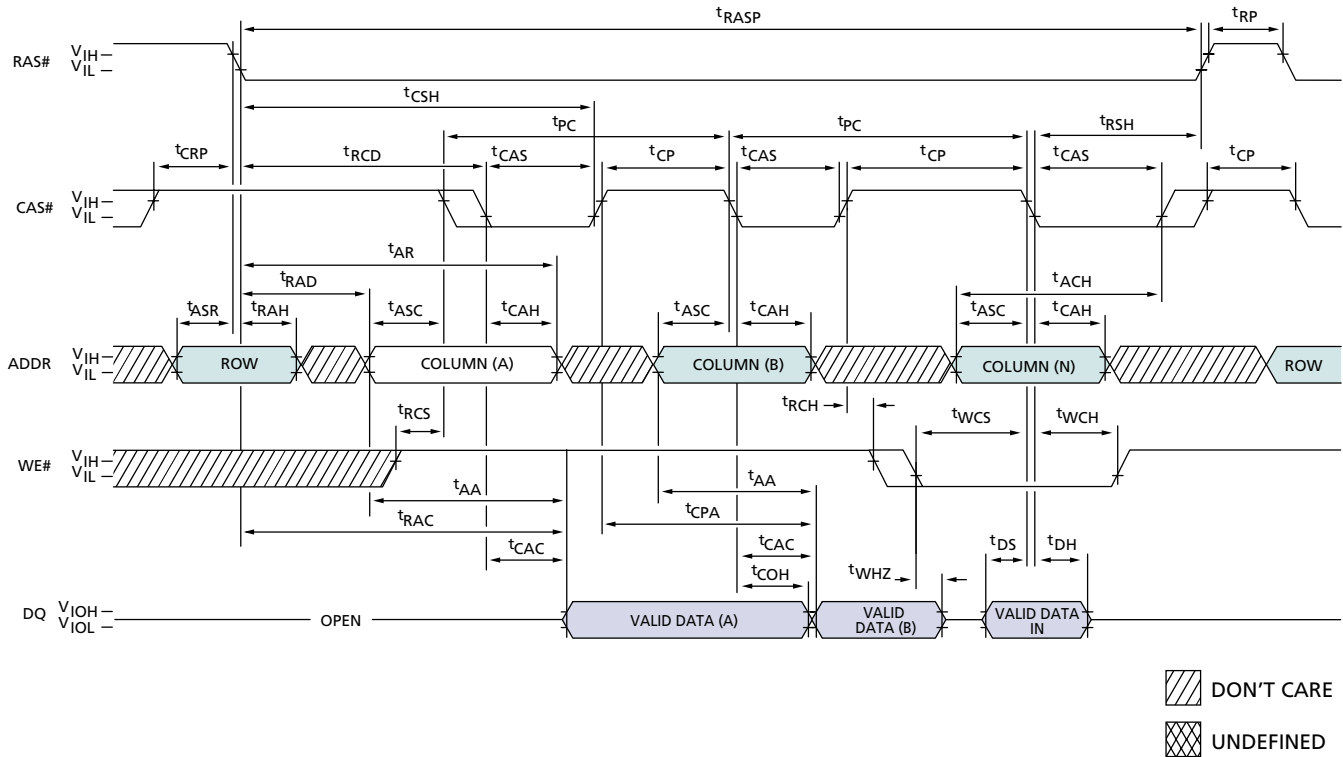 tRASP
tRP
RAS#
VIH
VIL
tCSH
tPC
tPC
tRSH
tCRP
tRCD
tCAS
tCP
tCAS
tCP
tCAS
tCP
CAS#
VIH
VIL
tAR
tRAD
tACH
tASR
tRAH
tASC
tCAH
tASC
tCAH
tASC
tCAH
ADDR
VIH
VIL
ROW
COLUMN (A)
COLUMN (B)
COLUMN (N)
ROW
tRCS
tRCH
tWCS
tWCH
WE#
VIH
VIL
tAA
tAA
tRAC
tCPA
tCAC
tCAC
tCOH
tWHZ
tDS
tDH
DQ
VIOH
VIOL
OPEN
VALID DATA (A)
VALID
DATA (B)
VALID DATA
IN
DON'T CARE
UNDEFINED